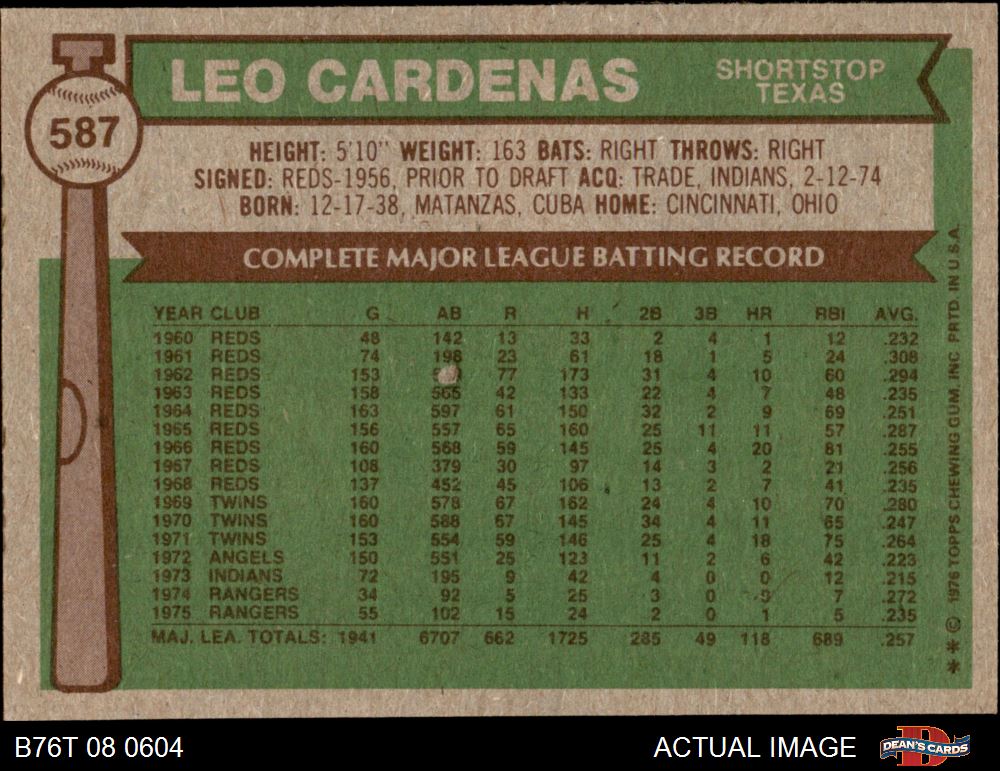 587
LEO CARDENAS
SHORTSTOP
TEXAS
HEIGHT: 5'10" WEIGHT: 163 BATS: RIGHT THROWS: RIGHT
SIGNED: REDS-1956, PRIOR TO DRAFT ACQ: TRADE, INDIANS, 2-12-74
BORN: 12-17-38, MATANZAS, CUBA HOME: CINCINNATI, OHIO
COMPLETE MAJOR LEAGUE BATTING RECORD
YEAR CLUB G AB R H 2B 3B HR RBI AVG.
1960 REDS 48 142 13 33 2 4 1 12 .232
1961 REDS 74 198 23 61 18 1 5 24 .308
1962 REDS 153 77 173 31 4 10 60 .294
1963 REDS 158 565 42 133 22 4 7 48 .235
1964 REDS 163 597 61 150 32 2 9 69 .251
1965 REDS 156 557 65 160 25 11 11 57 .287
1966 REDS 160 568 59 145 25 4 20 81 .255
1967 REDS 108 379 30 97 14 3 2 21 .256
1968 REDS 137 452 45 106 13 2 7 41 .235
1969 TWINS 160 578 67 162 24 4 10 70 .280
1970 TWINS 160 588 67 145 34 4 11 65 .247
1971 TWINS 153 554 59 146 25 4 18 75 .264
1972 ANGELS 150 551 25 123 11 2 6 42 .223
1973 INDIANS 72 195 9 42 4 0 0 12 .215
1974 RANGERS 34 92 5 25 3 0 7 .272
1975 RANGERS 55 102 15 24 2 0 1 5 .235
MAJ. LEA. TOTALS: 1941 6707 662 1725 285 49 118 689 .257
* * © 1976 TOPPS CHEWING GUM, INC PRTD. IN U.S.A.
B76T 08 0604
ACTUAL IMAGE
DEAN'S CARDS